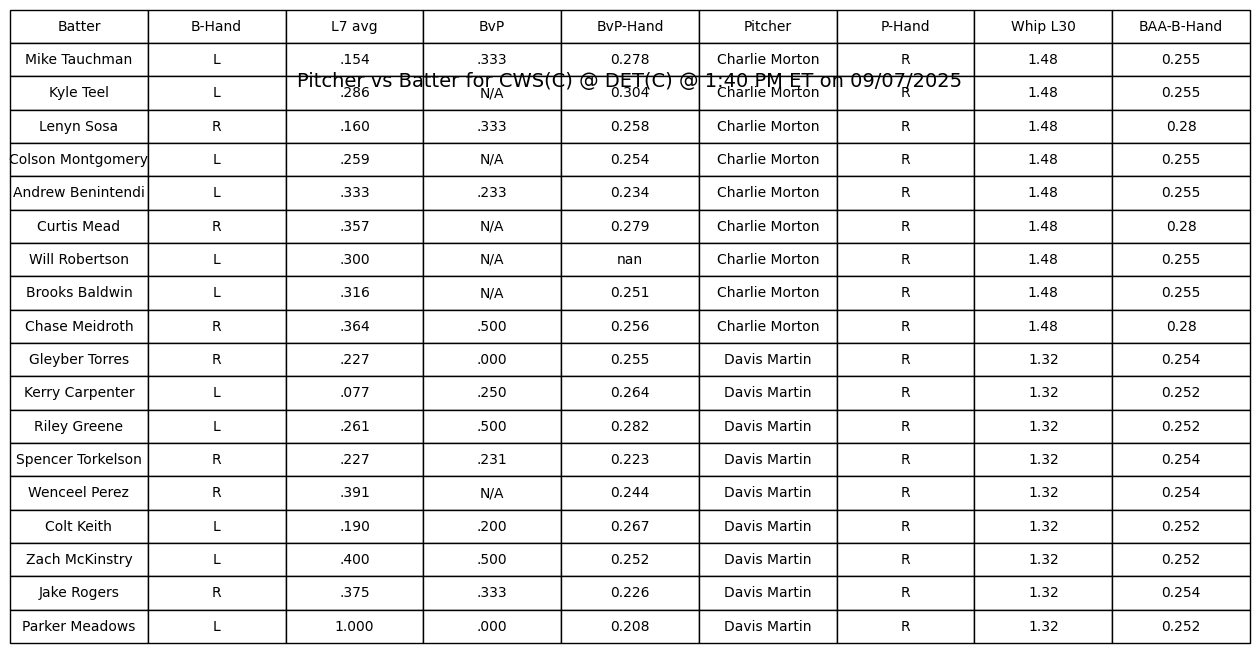 Batter B-Hand L7 avg BvP BvP-Hand Pitcher P-Hand Whip L30 BAA-B-Hand
Mike Tauchman L .154 .333 0.278 Charlie Morton R 1.48 0.255
Pitcher vs Batter for CWS(C) @ DET(C) @ 1:40 PM ET on 09/07/2025
Kyle Teel L .286 N/A 0.304 Charlie Morton R 1.48 0.255
Lenyn Sosa R .160 .333 0.258 Charlie Morton R 1.48 0.28
Colson Montgomery L .259 N/A 0.254 Charlie Morton R 1.48 0.255
Andrew Benintendi L .333 .233 0.234 Charlie Morton R 1.48 0.255
Curtis Mead R .357 N/A 0.279 Charlie Morton R 1.48 0.28
Will Robertson L .300 N/A nan Charlie Morton R 1.48 0.255
Brooks Baldwin L .316 N/A 0.251 Charlie Morton R 1.48 0.255
Chase Meidroth R .364 .500 0.256 Charlie Morton R 1.48 0.28
Gleyber Torres R .227 .000 0.255 Davis Martin R 1.32 0.254
Kerry Carpenter L .077 .250 0.264 Davis Martin R 1.32 0.252
Riley Greene L .261 .500 0.282 Davis Martin R 1.32 0.252
Spencer Torkelson R .227 .231 0.223 Davis Martin R 1.32 0.254
Wenceel Perez R .391 N/A 0.244 Davis Martin R 1.32 0.254
Colt Keith L .190 .200 0.267 Davis Martin R 1.32 0.252
Zach McKinstry L .400 .500 0.252 Davis Martin R 1.32 0.252
Jake Rogers R .375 .333 0.226 Davis Martin R 1.32 0.254
Parker Meadows L 1.000 .000 0.208 Davis Martin R 1.32 0.252